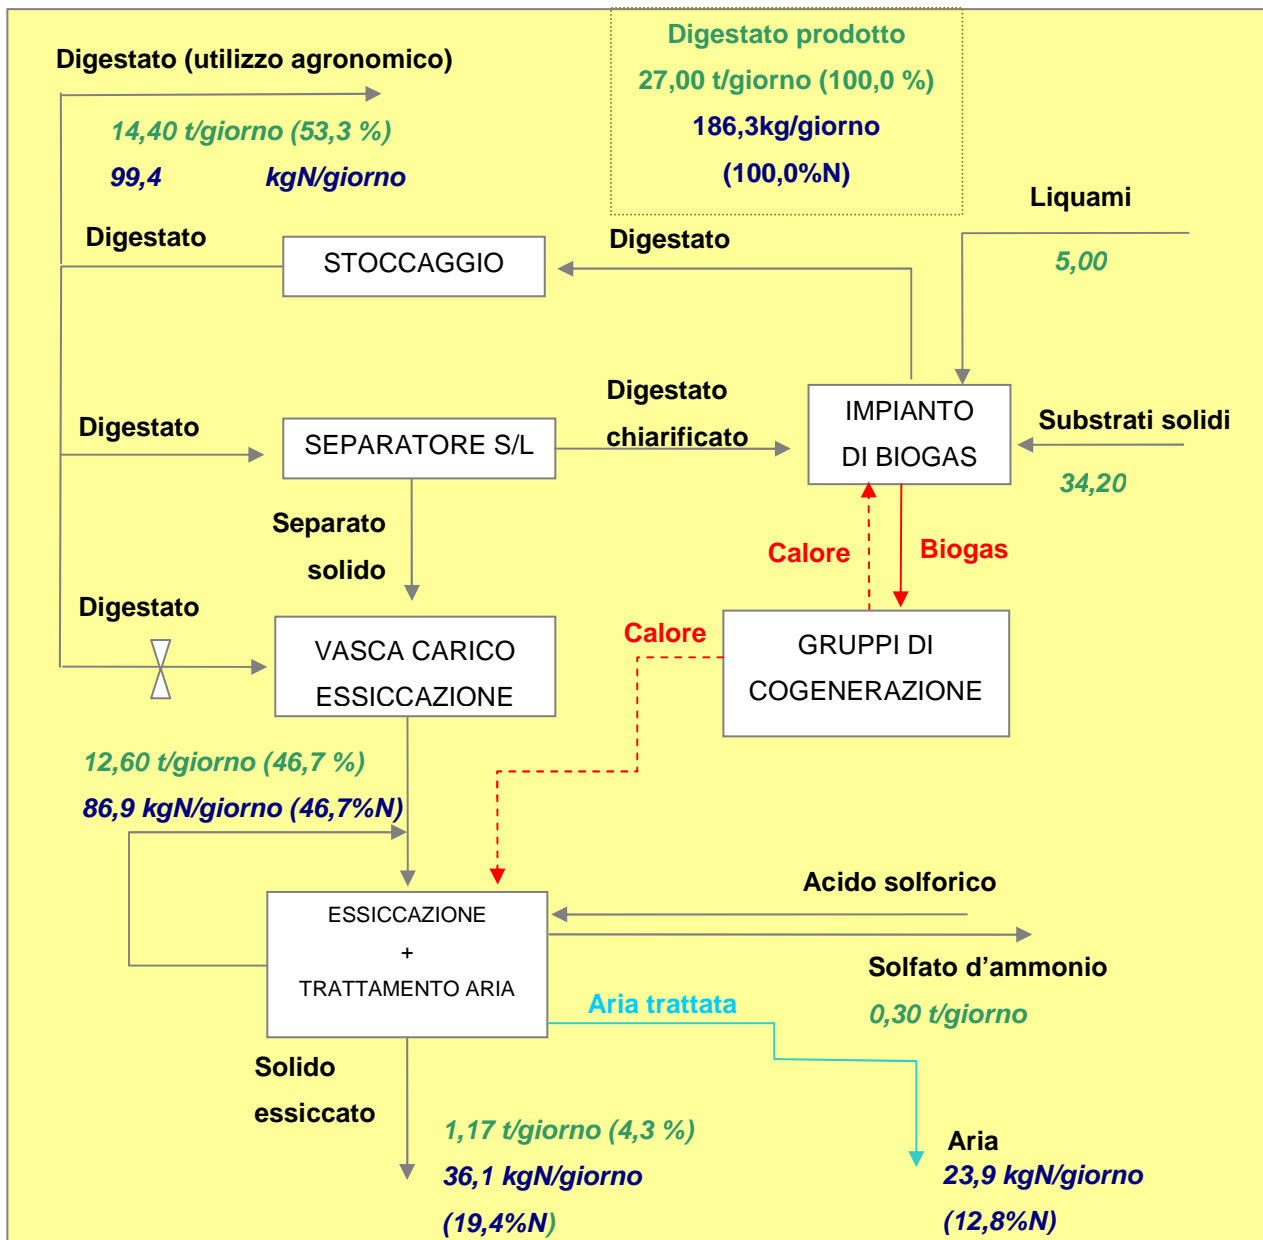 Digestato (utilizzo agronomico)
14,40 t/giorno (53,3 %)
99,4 kgN/giorno
Digestato prodotto
27,00 t/giorno (100,0 %)
186,3kg/giorno
(100,0%N)
Liquami
5,00
Digestato
STOCCAGGIO
Digestato
Digestato
SEPARATORE S/L
Digestato
chiarificato
IMPIANTO
DI BIOGAS
Substrati solidi
34,20
Separato
solido
Calore
Biogas
Digestato
VASCA CARICO
ESSICCAZIONE
Calore
GRUPPI DI
COGENERAZIONE
12,60 t/giorno (46,7 %)
86,9 kgN/giorno (46,7%N)
ESSICCAZIONE
+
TRATTAMENTO ARIA
Acido solforico
Solfato d’ammonio
0,30 t/giorno
Aria trattata
Solido
essiccato
1,17 t/giorno (4,3 %)
36,1 kgN/giorno
(19,4%N)
Aria
23,9 kgN/giorno
(12,8%N)